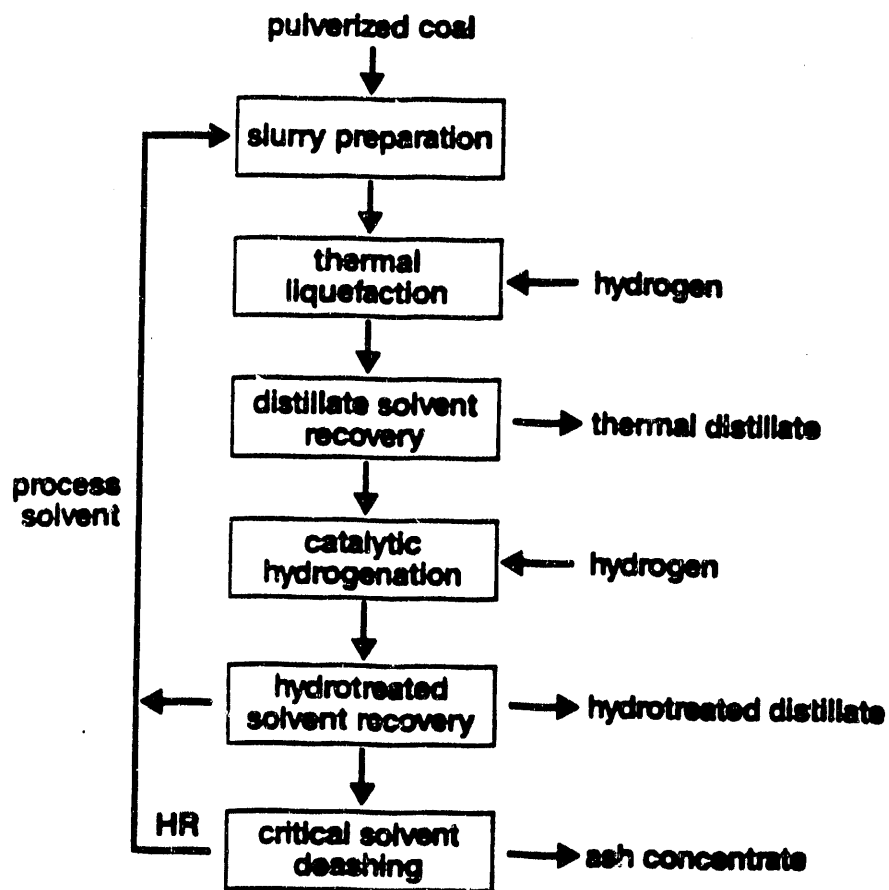 pulverized coal
slurry preparation
thermal
liquefaction
hydrogen
distillate solvent
recovery
thermal distillate
process
solvent
catalytic
hydrogenation
hydrogen
hydrotreated
solvent recovery
hydrotreated distillate
HR
critical solvent
deashing
ash concentrate